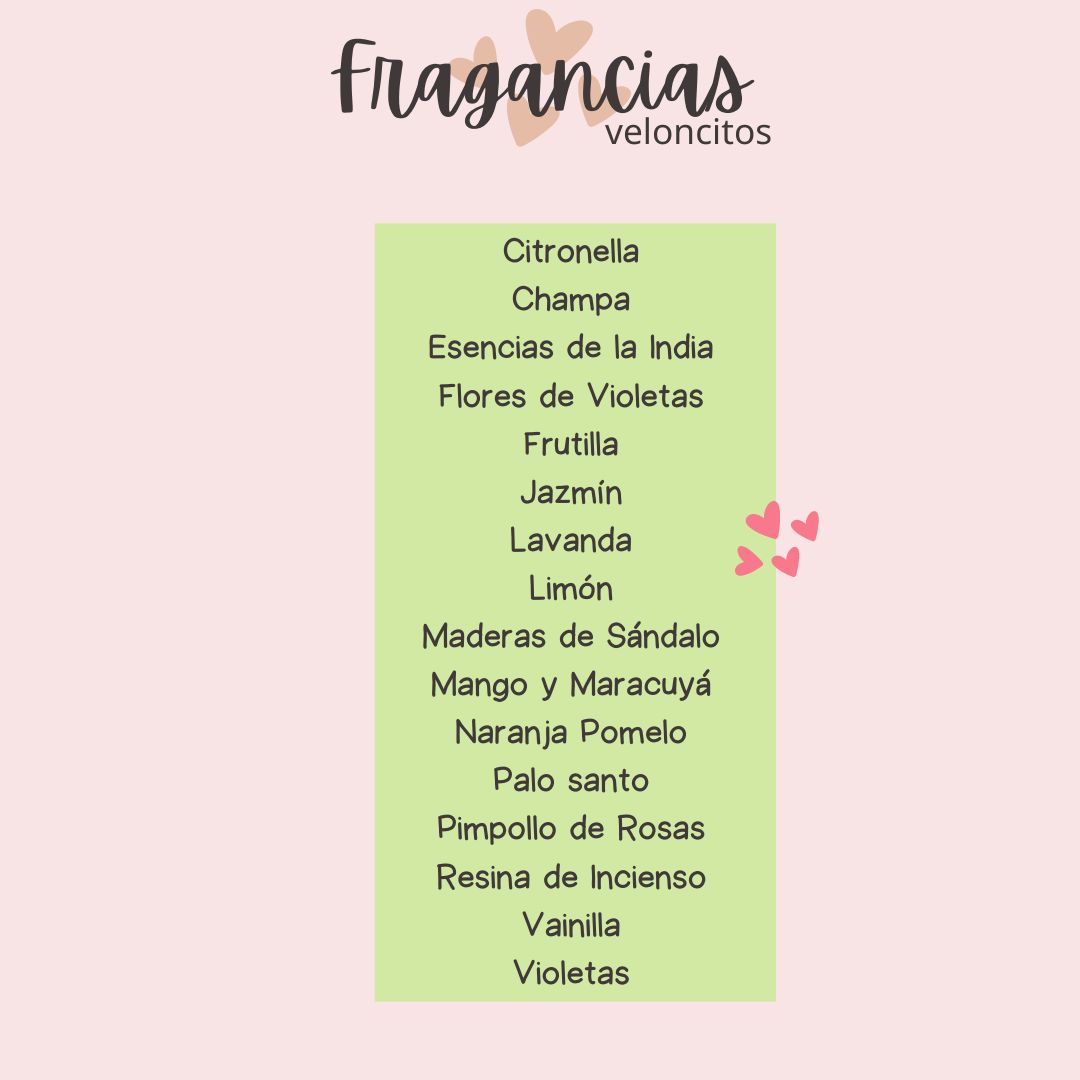 Fragancias
veloncitos
Citronella
Champa
Esencias de la India
Flores de Violetas
Frutilla
Jazmín
Lavanda
Limón
Maderas de Sándalo
Mango y Maracuyá
Naranja Pomelo
Palo santo
Pimpollo de Rosas
Resina de Incienso
Vainilla
Violetas